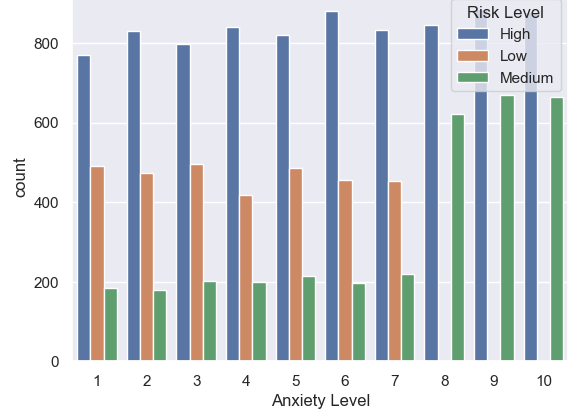 Risk Level
High
Low
Medium
800
600
400
200
0
count
1 2 3 4 5 6 7 8 9 10
Anxiety Level